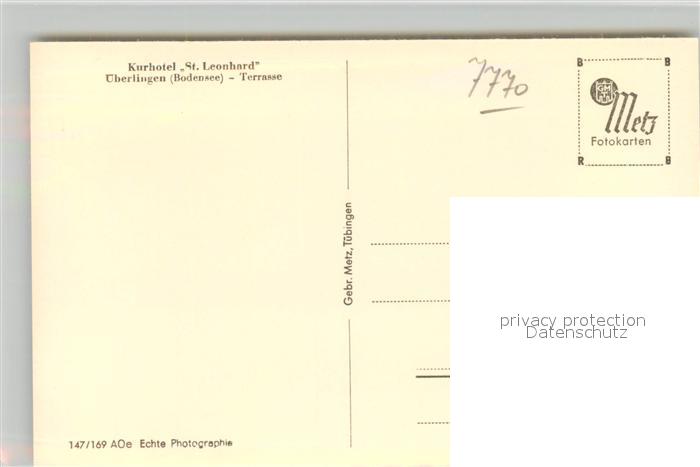 Kurhotel „St. Leonhard"
Überlingen (Bodensee) – Terrasse
7770
B B
Metz
Fotokarten
R B
Gebr. Metz, Tübingen
privacy protection
Datenschutz
147/169 AOe Echte Photographie